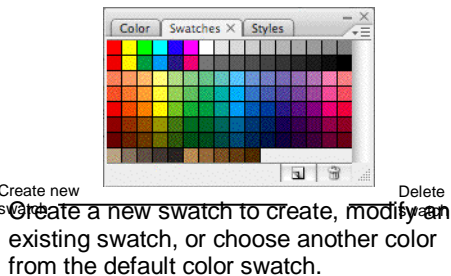 Color Swatches × Styles
Create new
swatch
Delete
swatch
Create a new swatch to create, modify an
existing swatch, or choose another color
from the default color swatch.